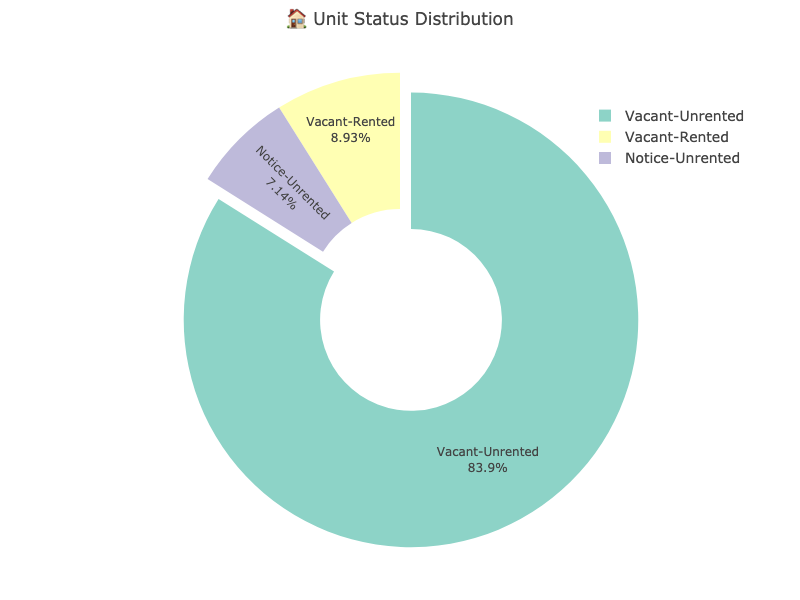 🏠 Unit Status Distribution
Vacant-Rented
8.93%
Notice-Unrented
7.14%
Vacant-Unrented
83.9%
Vacant-Unrented
Vacant-Rented
Notice-Unrented